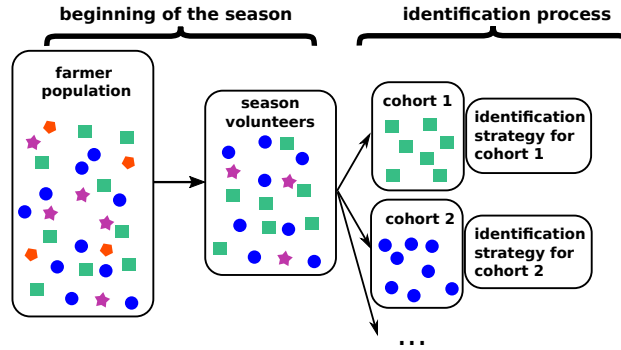 beginning of the season
identification process
farmer
population
season
volunteers
cohort 1
identification
strategy for
cohort 1
cohort 2
identification
strategy for
cohort 2
...